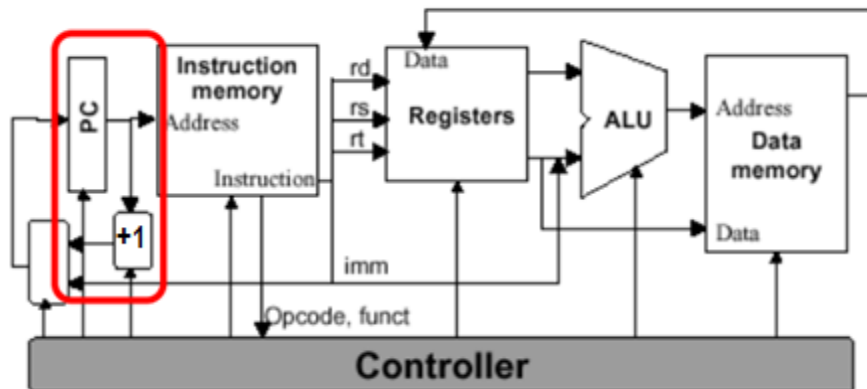 PC
+1
Instruction
memory
Address
Instruction
rd
rs
rt
imm
Opcode, funct
Data
Registers
ALU
Address
Data
memory
Data
Controller